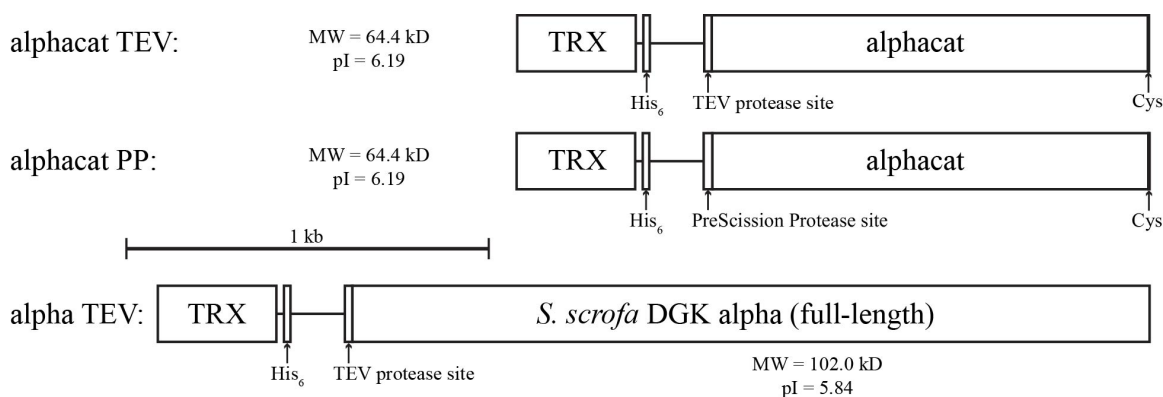 alphacat TEV:
MW = 64.4 kD
pI = 6.19
TRX
alphacat
His₆
TEV protease site
Cys
alphacat PP:
MW = 64.4 kD
pI = 6.19
TRX
alphacat
His₆
PreScission Protease site
Cys
1 kb
alpha TEV:
TRX
S. scrofa DGK alpha (full-length)
His₆
TEV protease site
MW = 102.0 kD
pI = 5.84